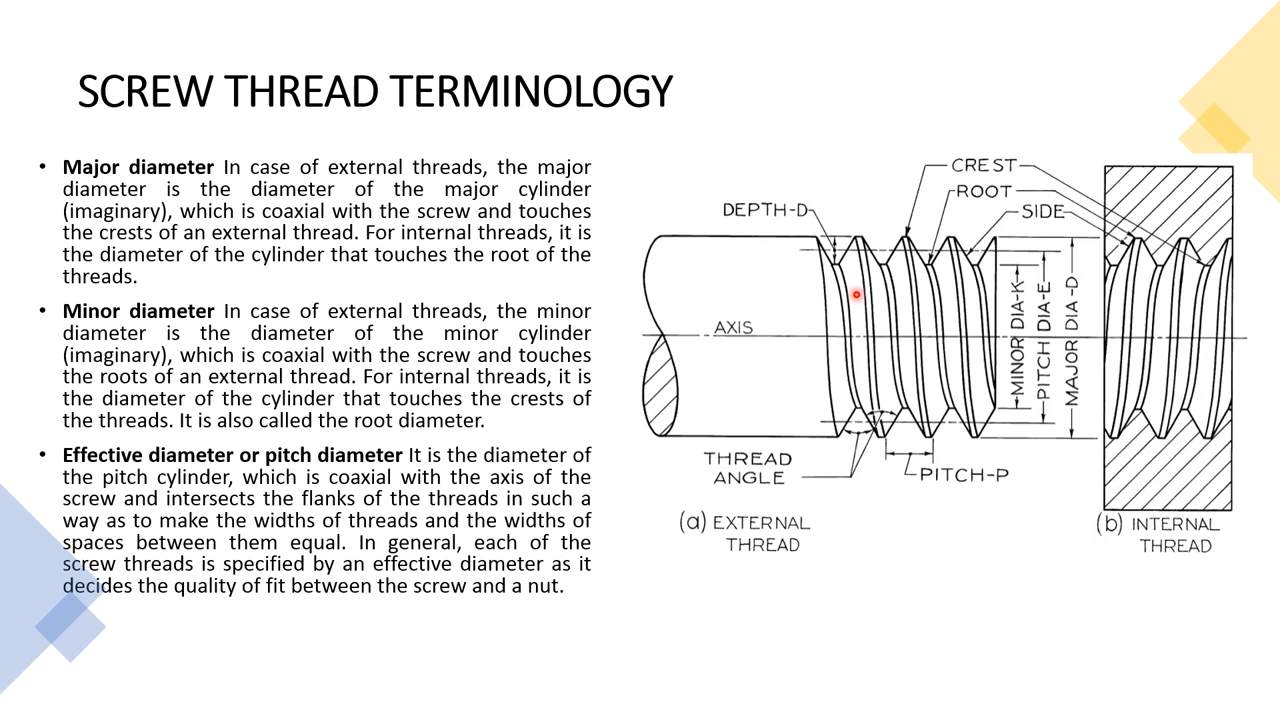 SCREW THREAD TERMINOLOGY
• Major diameter In case of external threads, the major
diameter is the diameter of the major cylinder
(imaginary), which is coaxial with the screw and touches
the crests of an external thread. For internal threads, it is
the diameter of the cylinder that touches the root of the
threads.
• Minor diameter In case of external threads, the minor
diameter is the diameter of the minor cylinder
(imaginary), which is coaxial with the screw and touches
the roots of an external thread. For internal threads, it is
the diameter of the cylinder that touches the crests of
the threads. It is also called the root diameter.
• Effective diameter or pitch diameter It is the diameter of
the pitch cylinder, which is coaxial with the axis of the
screw and intersects the flanks of the threads in such a
way as to make the widths of threads and the widths of
spaces between them equal. In general, each of the
screw threads is specified by an effective diameter as it
decides the quality of fit between the screw and a nut.
CREST
ROOT
DEPTH-D
SIDE
AXIS
MINOR DIA-K
PITCH DIA-E
MAJOR DIA-D
THREAD
ANGLE
PITCH-P
(a) EXTERNAL
THREAD
(b) INTERNAL
THREAD